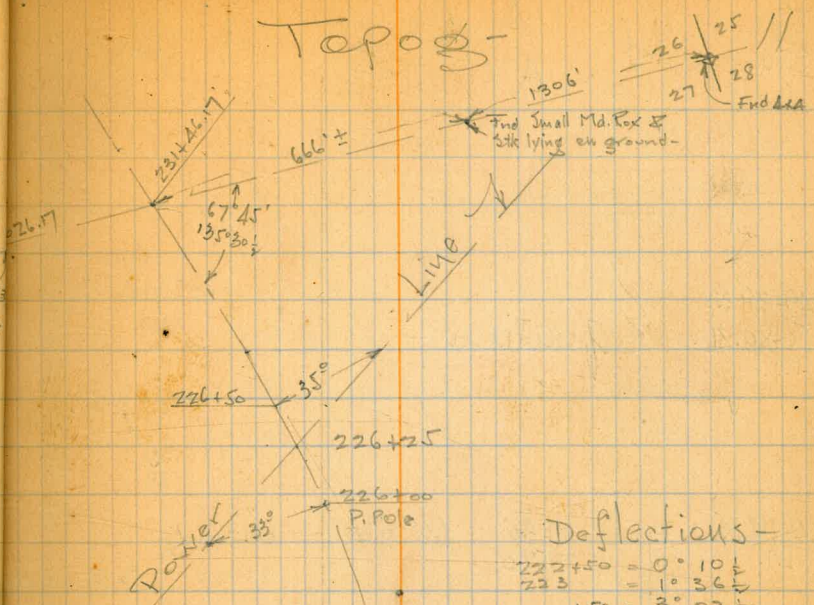 Topog-
11
26 25
27 28
Fnd
1306'
Fnd Small Md. Rox &
Stk lying on ground-
666' ±
231+46.17'
026.17
67°45'
135°30½
Line
35°
226+50
226+25
226+00
P. Pole
33°
Power
Deflections-
222+50 = 0° 10½
223 = 1° 36½